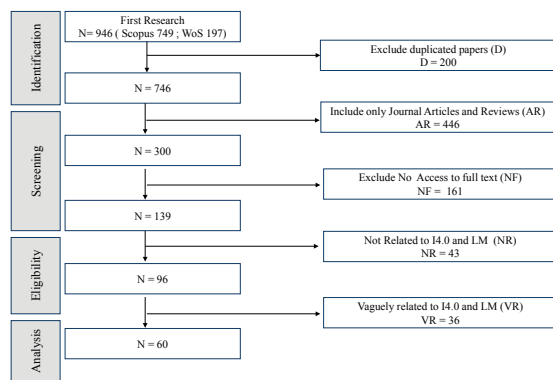 First Research
N= 946 ( Scopus 749 ; WoS 197)
Identification
Exclude duplicated papers (D)
D = 200
N = 746
Include only Journal Articles and Reviews (AR)
AR = 446
Screening
N = 300
Exclude No Access to full text (NF)
NF = 161
N = 139
Not Related to I4.0 and LM (NR)
NR = 43
Eligibility
N = 96
Vaguely related to I4.0 and LM (VR)
VR = 36
Analysis
N = 60